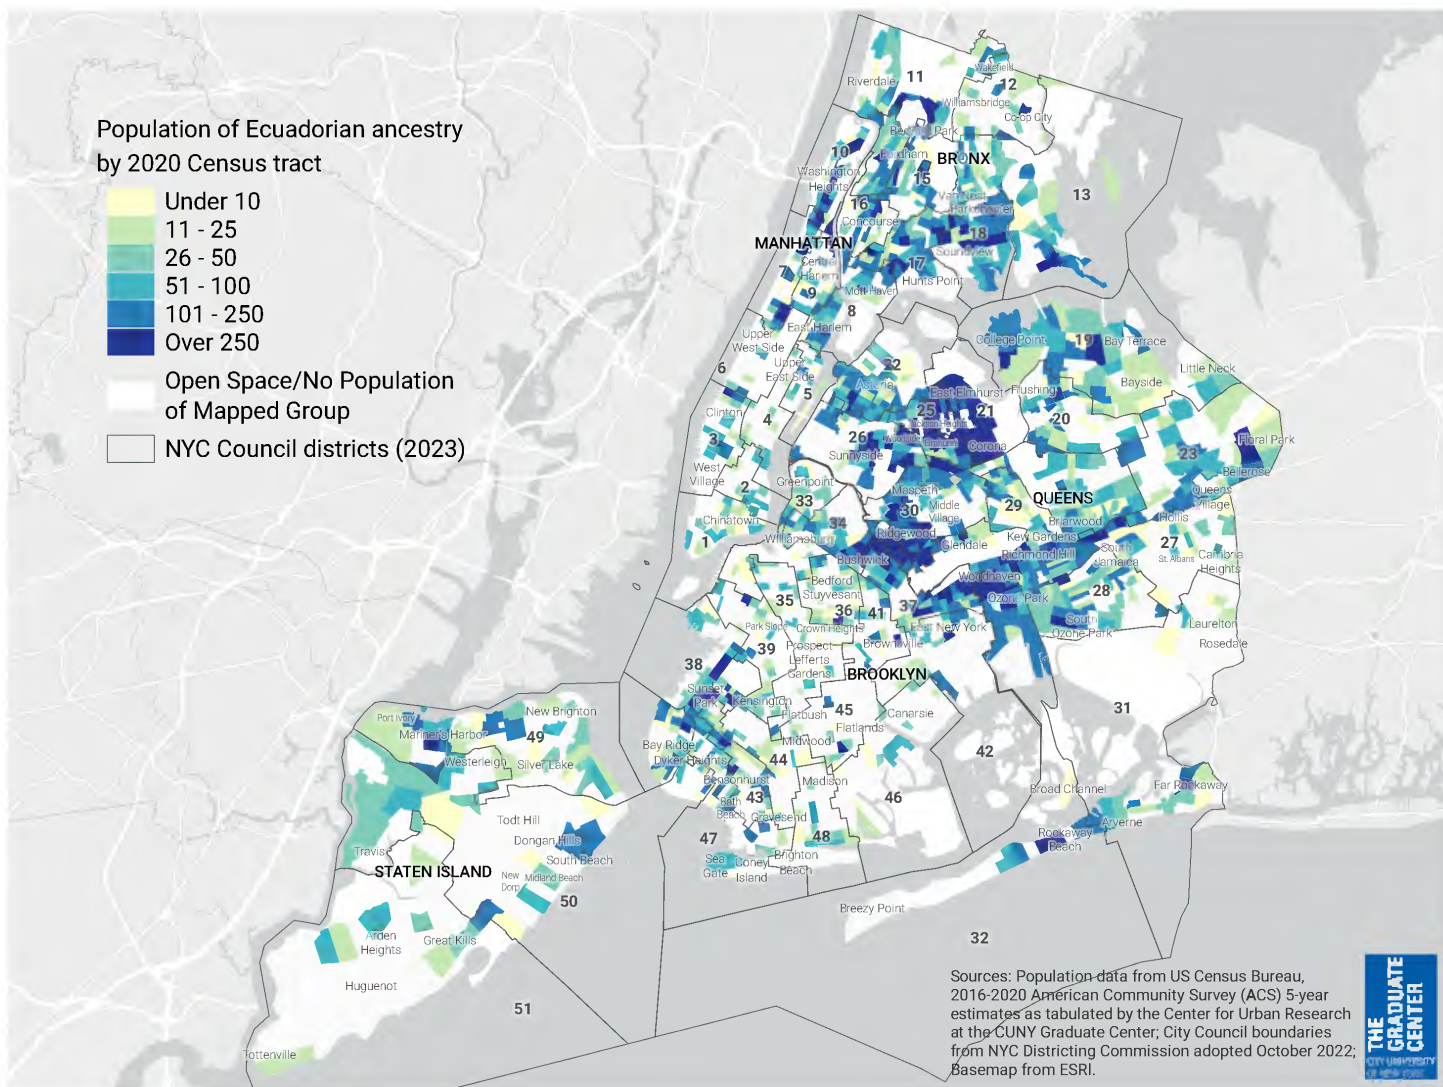 Population of Ecuadorian ancestry
by 2020 Census tract
Under 10
11 - 25
26 - 50
51 - 100
101 - 250
Over 250
Open Space/No Population
of Mapped Group
NYC Council districts (2023)
Wakefield
Riverdale
11
12
Williamsbridge
Co-op City
Bedford Park
10
Fordham
BRONX
Washington
Heights
15
13
Van Nest
16
Parkchester
Concourse
18
MANHATTAN
Soundview
Central
Harlem
7
17
Hunts Point
9
Mott Haven
8
East Harlem
Upper
West Side
College Point
19
Bay Terrace
Upper
East Side
22
Little Neck
6
Astoria
5
East Elmhurst
Flushing
Bayside
Clinton
4
25
21
20
Jackson Heights
3
26
Woodside
Elmhurst
Corona
Floral Park
Sunnyside
23
West
Village
Bellerose
Greenpoint
2
Maspeth
QUEENS
Queens
Village
33
Middle
Village
29
30
Chinatown
34
Briarwood
Hollis
1
Williamsburg
Ridgewood
Kew Gardens
27
Glendale
Richmond Hill
South
Jamaica
St. Albans
Cambria
Heights
Bushwick
Bedford
Stuyvesant
Woodhaven
28
35
36
41
37
Ozone Park
Park Slope
Crown Heights
East New York
South
Ozone Park
Laurelton
39
Prospect
Lefferts
Gardens
Brownsville
Rosedale
38
BROOKLYN
Sunset
Park
Kensington
Flatbush
45
Canarsie
31
Port Ivory
New Brighton
Flatlands
Mariner's Harbor
49
Midwood
Bay Ridge
42
Westerleigh
Silver Lake
Dyker Heights
44
Bensonhurst
Madison
Far Rockaway
Broad Channel
43
46
Bath
Beach
Todt Hill
Gravesend
Arverne
Dongan Hills
47
48
Rockaway
Beach
Travis
South Beach
Sea
Gate
Coney
Island
Brighton
Beach
STATEN ISLAND
New
Dorp
Midland Beach
50
Breezy Point
Arden
Heights
Great Kills
32
Huguenot
51
Tottenville
Sources: Population data from US Census Bureau,
2016-2020 American Community Survey (ACS) 5-year
estimates as tabulated by the Center for Urban Research
at the CUNY Graduate Center; City Council boundaries
from NYC Districting Commission adopted October 2022;
Basemap from ESRI.
THE
GRADUATE
CENTER
CITY UNIVERSITY
OF NEW YORK